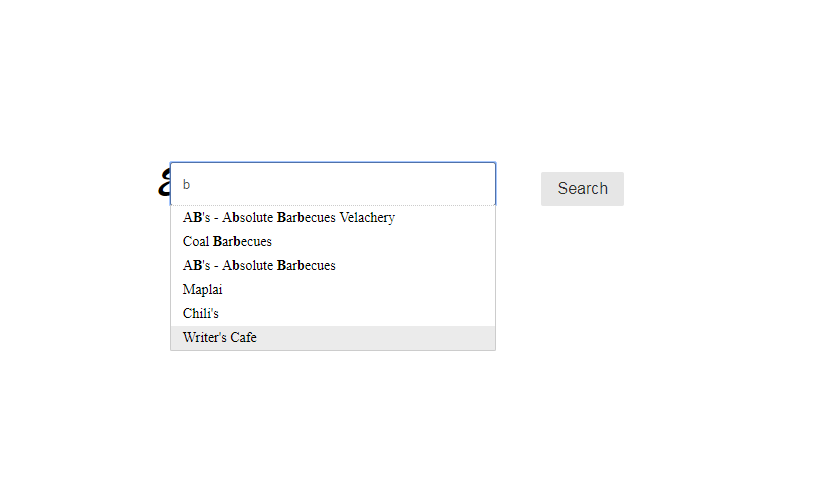 b
Search
AB's - Absolute Barbecues Velachery
Coal Barbecues
AB's - Absolute Barbecues
Maplai
Chili's
Writer's Cafe